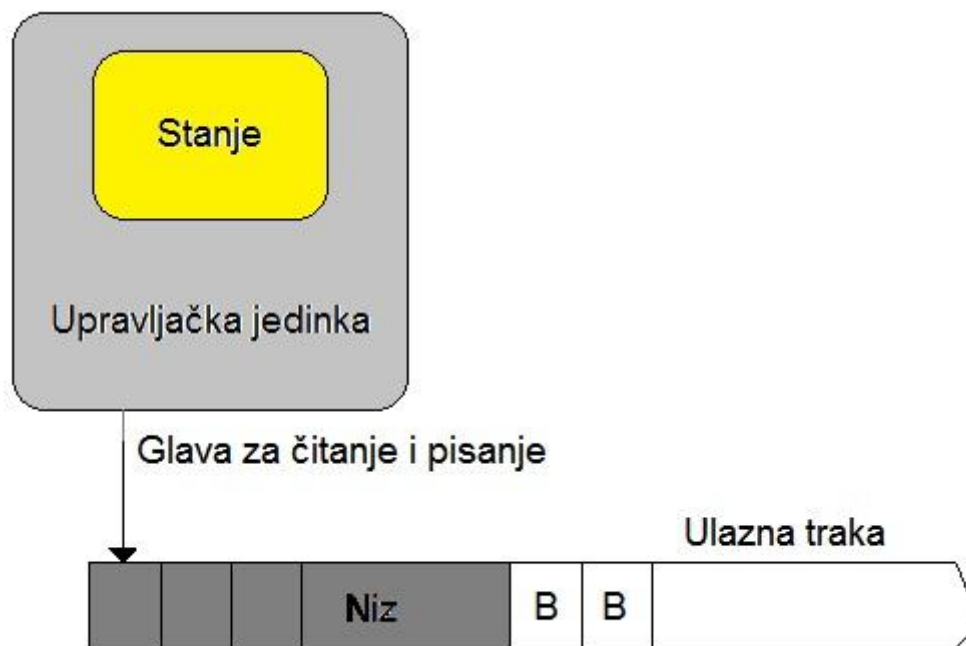 Stanje
Upravljačka jedinka
Glava za čitanje i pisanje
Ulazna traka
Niz B B